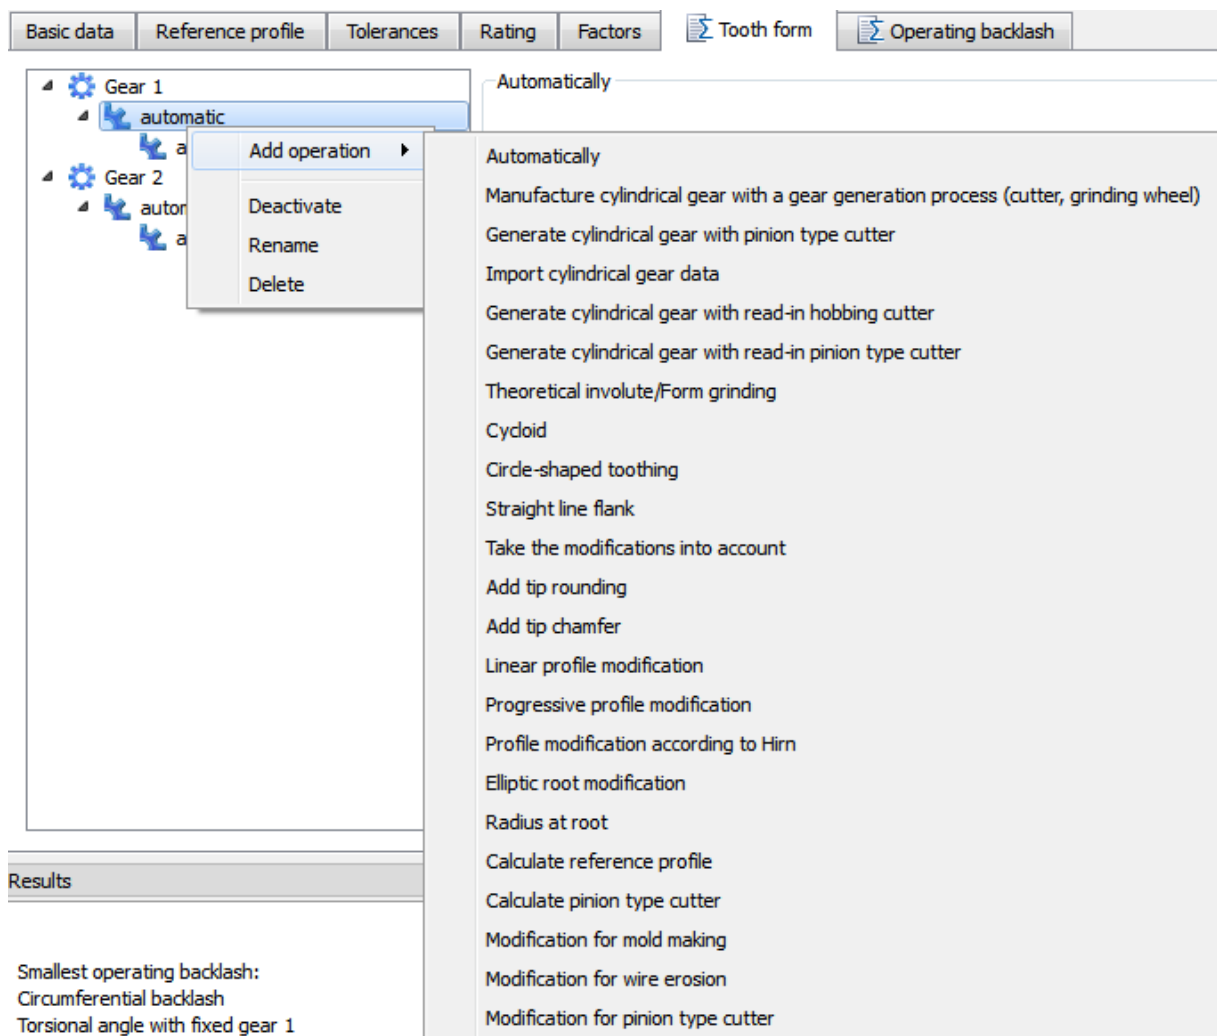 Basic data Reference profile Tolerances Rating Factors Tooth form Operating backlash
Gear 1
automatic
a
Gear 2
autom
a
Automatically
Add operation
Deactivate
Rename
Delete
Automatically
Manufacture cylindrical gear with a gear generation process (cutter, grinding wheel)
Generate cylindrical gear with pinion type cutter
Import cylindrical gear data
Generate cylindrical gear with read-in hobbing cutter
Generate cylindrical gear with read-in pinion type cutter
Theoretical involute/Form grinding
Cycloid
Circle-shaped toothing
Straight line flank
Take the modifications into account
Add tip rounding
Add tip chamfer
Linear profile modification
Progressive profile modification
Profile modification according to Hirn
Elliptic root modification
Radius at root
Calculate reference profile
Calculate pinion type cutter
Modification for mold making
Modification for wire erosion
Modification for pinion type cutter
Results
Smallest operating backlash:
Circumferential backlash
Torsional angle with fixed gear 1